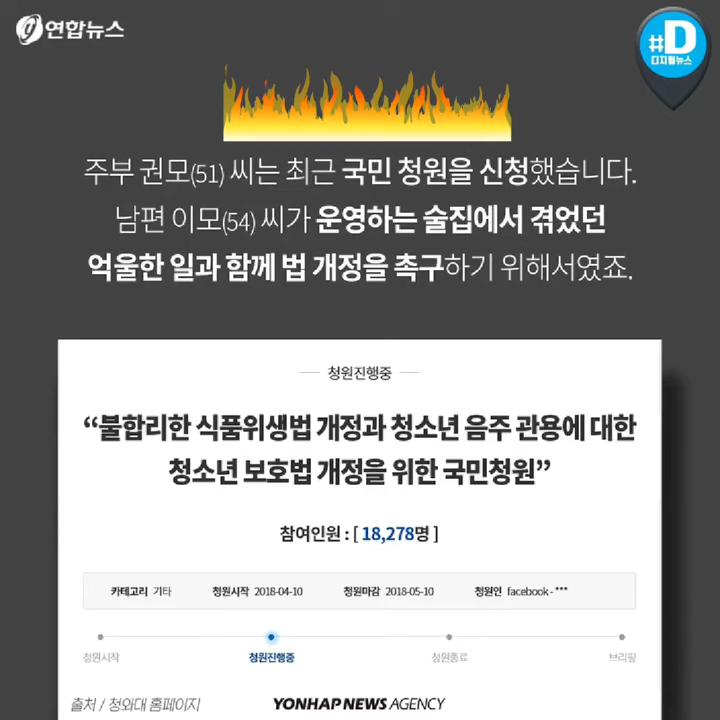 연합뉴스
#D
디지털뉴스
주부 권모(51) 씨는 최근 국민 청원을 신청했습니다.
남편 이모(54) 씨가 운영하는 술집에서 겪었던
억울한 일과 함께 법 개정을 촉구하기 위해서였죠.
청원진행중
“불합리한 식품위생법 개정과 청소년 음주 관용에 대한
청소년 보호법 개정을 위한 국민청원”
참여인원 : [ 18,278명 ]
카테고리 기타 청원시작 2018-04-10 청원마감 2018-05-10 청원인 facebook - ***
청원시작 청원진행중 청원종료 브리핑
출처 / 청와대 홈페이지 YONHAP NEWS AGENCY